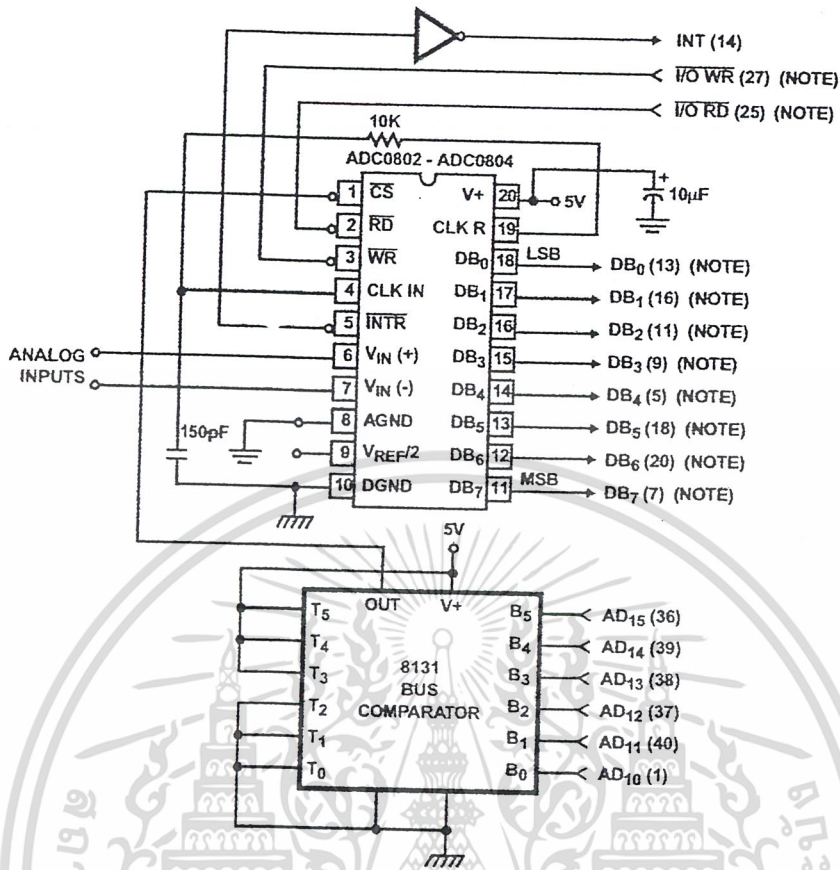 INT (14)
I/O WR (27) (NOTE)
I/O RD (25) (NOTE)
10K
ADC0802 - ADC0804
1 CS V+ 20 5V 10µF
2 RD CLK R 19
3 WR DB0 18 LSB DB0 (13) (NOTE)
4 CLK IN DB1 17 DB1 (16) (NOTE)
5 INTR DB2 16 DB2 (11) (NOTE)
ANALOG INPUTS
6 VIN (+) DB3 15 DB3 (9) (NOTE)
7 VIN (-) DB4 14 DB4 (5) (NOTE)
150pF
8 AGND DB5 13 DB5 (18) (NOTE)
9 VREF/2 DB6 12 DB6 (20) (NOTE)
10 DGND DB7 11 MSB DB7 (7) (NOTE)
5V
OUT V+
T5 B5 AD15 (36)
T4 B4 AD14 (39)
T3 B3 AD13 (38)
8131
BUS
COMPARATOR
T2 B2 AD12 (37)
T1 B1 AD11 (40)
T0 B0 AD10 (1)